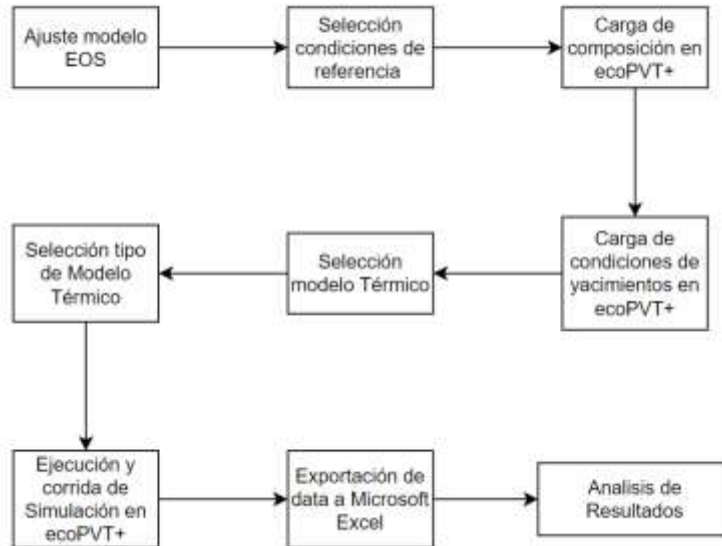 Ajuste modelo
EOS
Selección
condiciones de
referencia
Carga de
composición en
ecoPVT+
Carga de
condiciones de
yacimientos en
ecoPVT+
Selección
modelo Térmico
Selección tipo
de Modelo
Térmico
Ejecución y
corrida de
Simulación en
ecoPVT+
Exportación de
data a Microsoft
Excel
Analisis de
Resultados